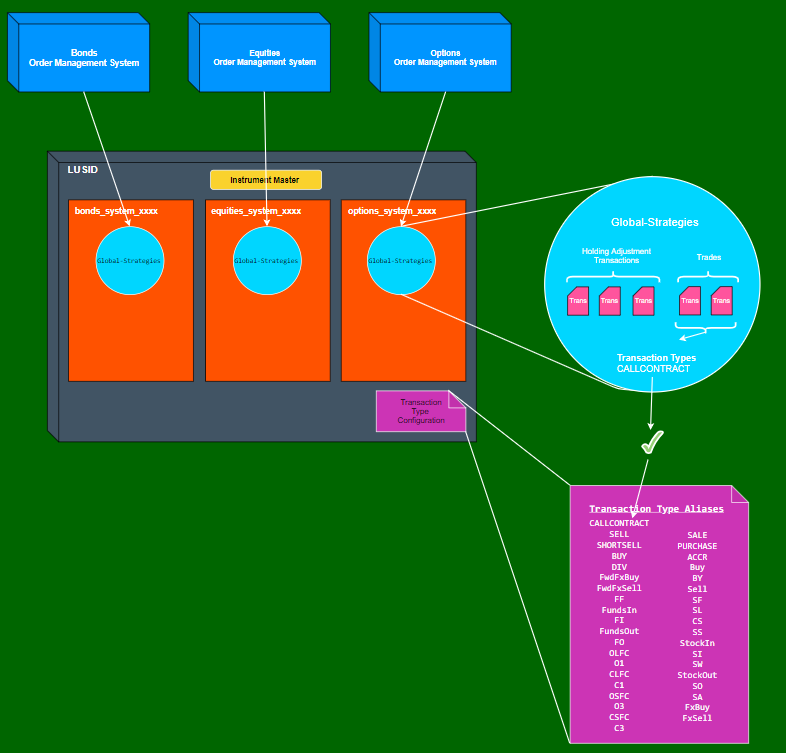 Bonds
Order Management System
Equities
Order Management System
Options
Order Management System
LUSID
Instrument Master
bonds_system_xxxx
equities_system_xxxx
options_system_xxxx
Global-Strategies
Global-Strategies
Global-Strategies
Global-Strategies
Holding Adjustment
Transactions
Trades
Trans
Trans
Trans
Trans
Trans
Transaction Types
CALLCONTRACT
Transaction
Type
Configuration
Transaction Type Aliases
CALLCONTRACT
SELL
SHORTSELL
BUY
DIV
FwdFxBuy
FwdFxSell
FF
FundsIn
FI
FundsOut
FO
OLFC
O1
CLFC
C1
OSFC
O3
CSFC
C3
SALE
PURCHASE
ACCR
Buy
BY
Sell
SF
SL
CS
SS
StockIn
SI
SW
StockOut
SO
SA
FxBuy
FxSell